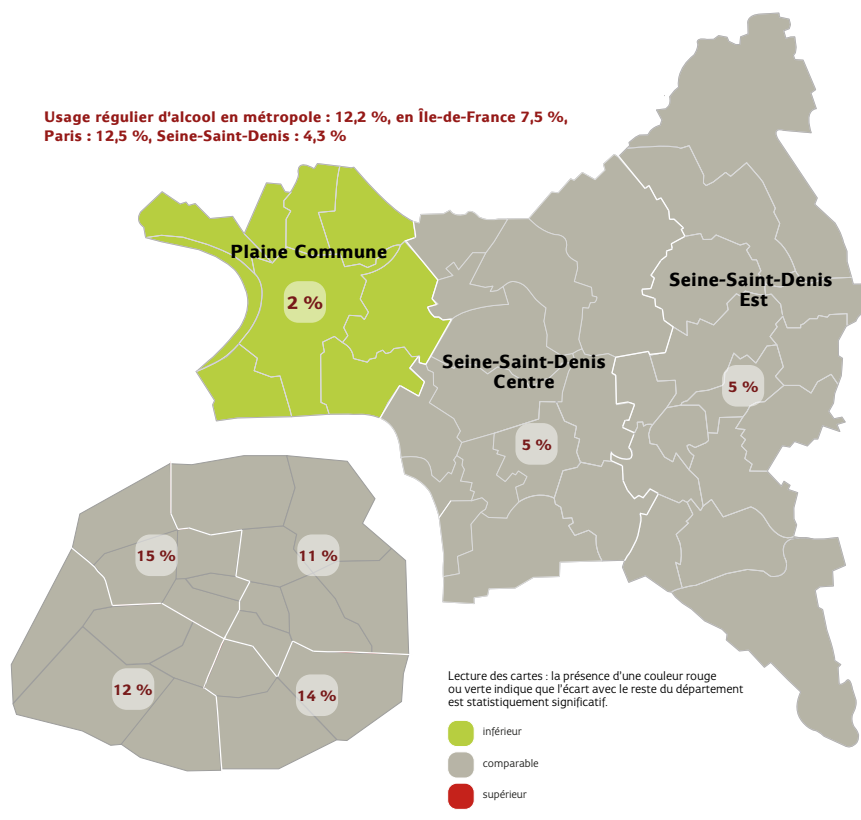 Usage régulier d'alcool en métropole : 12,2 %, en Île-de-France 7,5 %,
Paris : 12,5 %, Seine-Saint-Denis : 4,3 %
Plaine Commune
2 %
Seine-Saint-Denis
Est
5 %
Seine-Saint-Denis
Centre
5 %
15 %
11 %
12 %
14 %
Lecture des cartes : la présence d'une couleur rouge
ou verte indique que l'écart avec le reste du département
est statistiquement significatif.
inférieur
comparable
supérieur